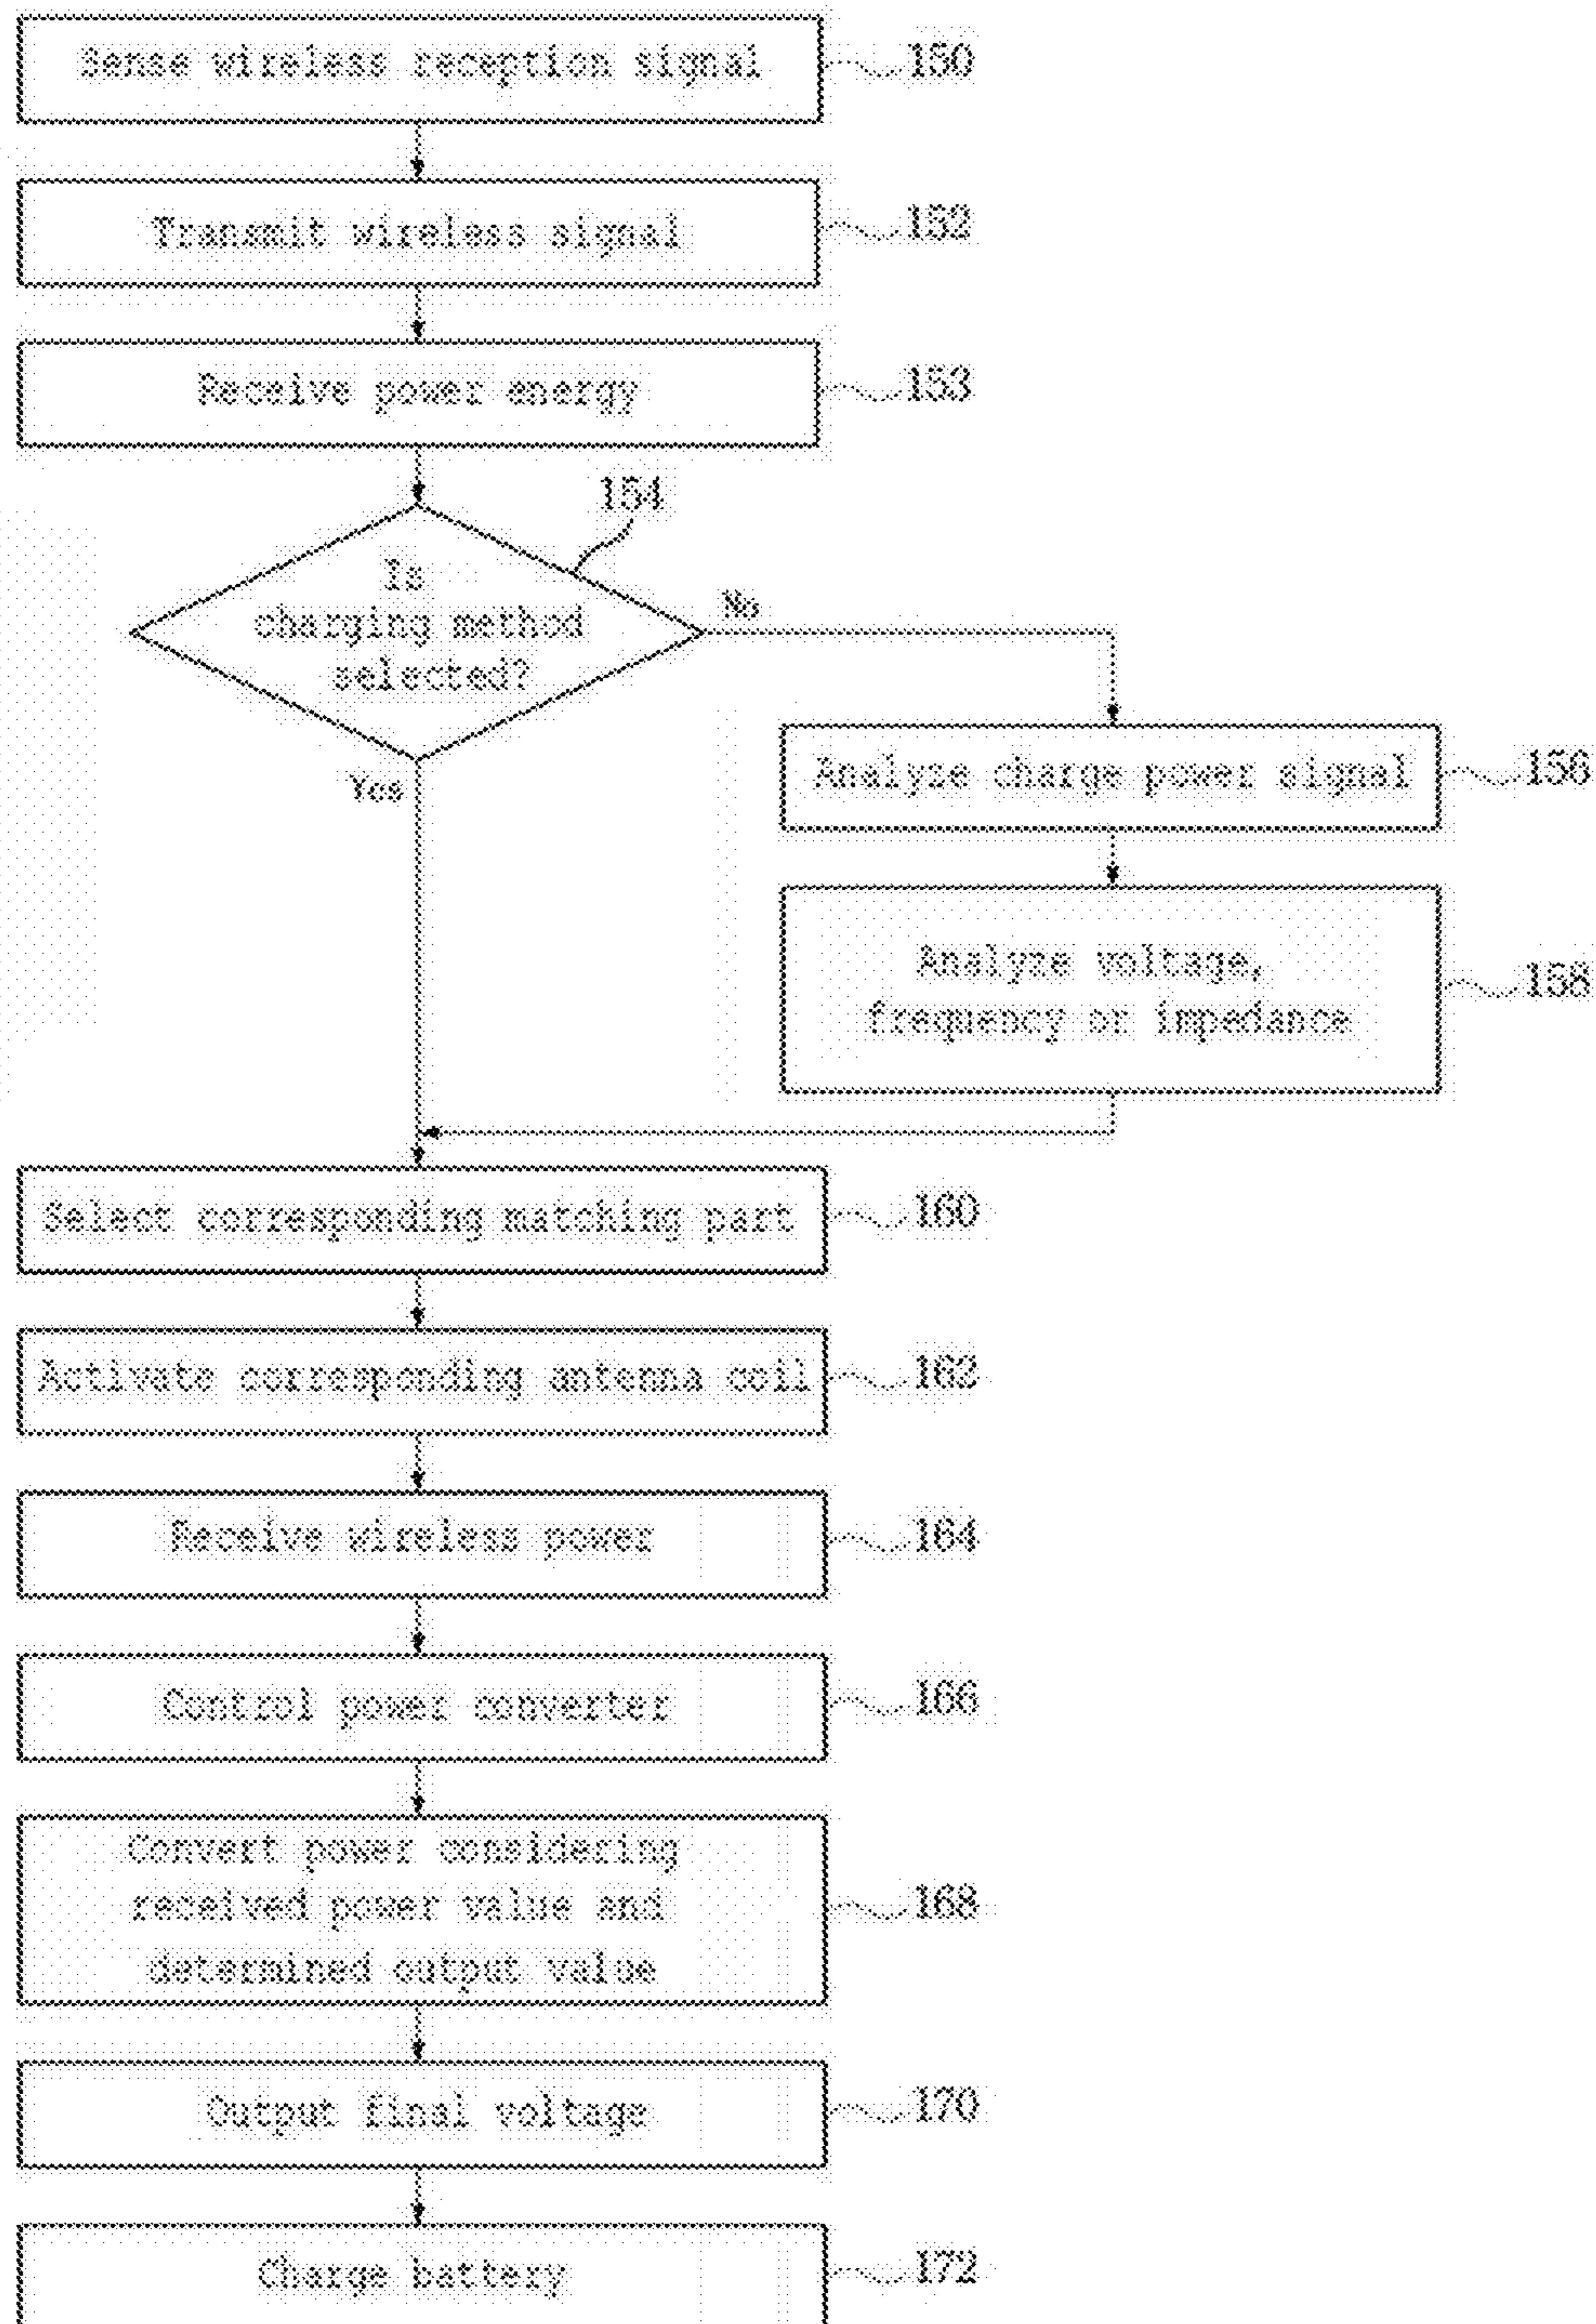 Sense wireless reception signal
150
Transmit wireless signal
152
Receive power energy
153
154
Is
charging method
selected?
No
Yes
Analyze charge power signal
156
Analyze voltage,
frequency or impedance
158
Select corresponding matching part
160
Activate corresponding antenna coil
162
Receive wireless power
164
Control power converter
166
Convert power considering
received power value and
determined output value
168
Output final voltage
170
Charge battery
172